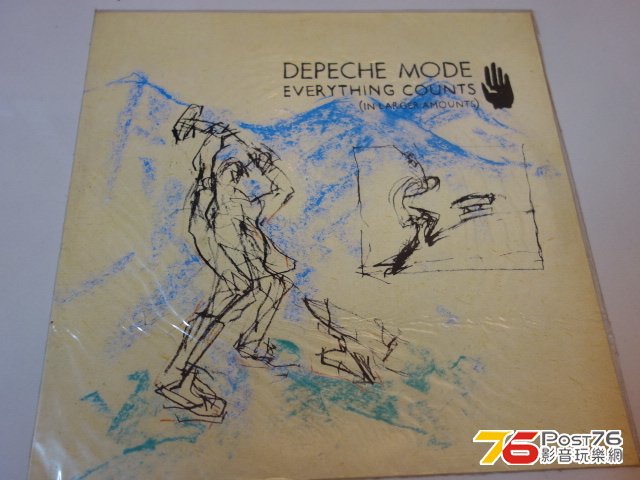 DEPECHE MODE
EVERYTHING COUNTS
(IN LARGER AMOUNTS)
76 Post76
影音玩樂網